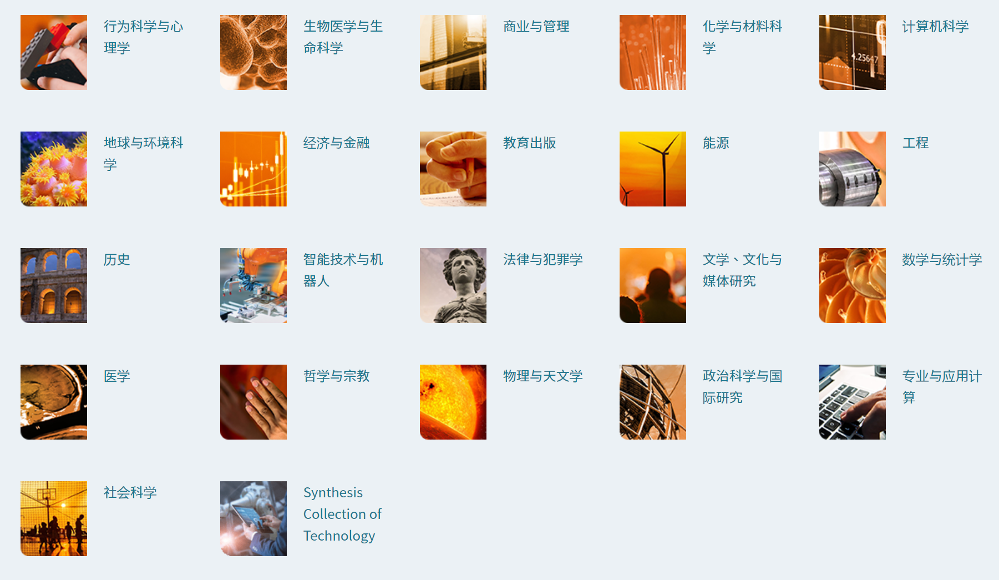 行为科学与心
理学
生物医学与生
命科学
商业与管理
化学与材料科
学
计算机科学
4.25647
地球与环境科
学
经济与金融
教育出版
能源
工程
历史
智能技术与机
器人
法律与犯罪学
文学、文化与
媒体研究
数学与统计学
医学
哲学与宗教
物理与天文学
政治科学与国
际研究
专业与应用计
算
社会科学
Synthesis
Collection of
Technology